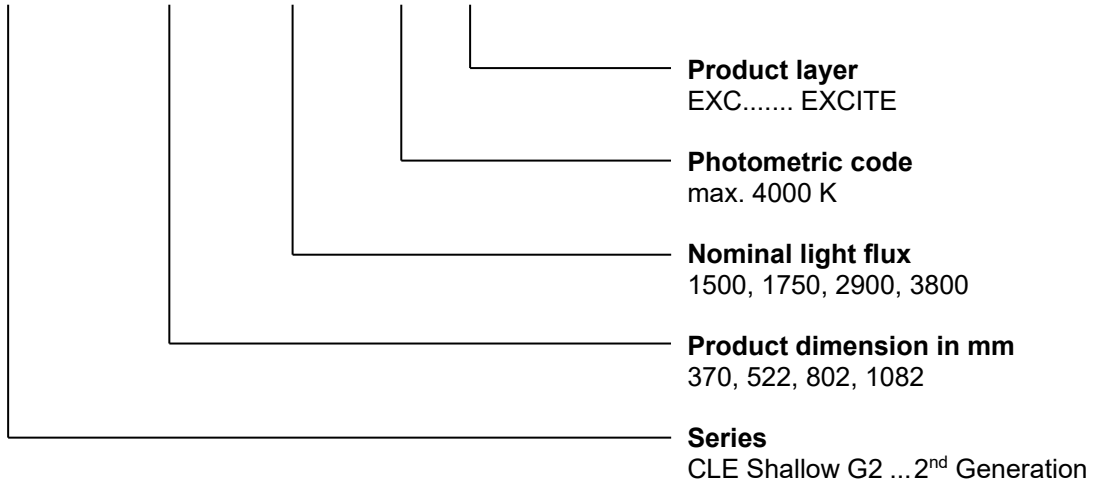 Product layer
EXC....... EXCITE
Photometric code
max. 4000 K
Nominal light flux
1500, 1750, 2900, 3800
Product dimension in mm
370, 522, 802, 1082
Series
CLE Shallow G2 ...2nd Generation